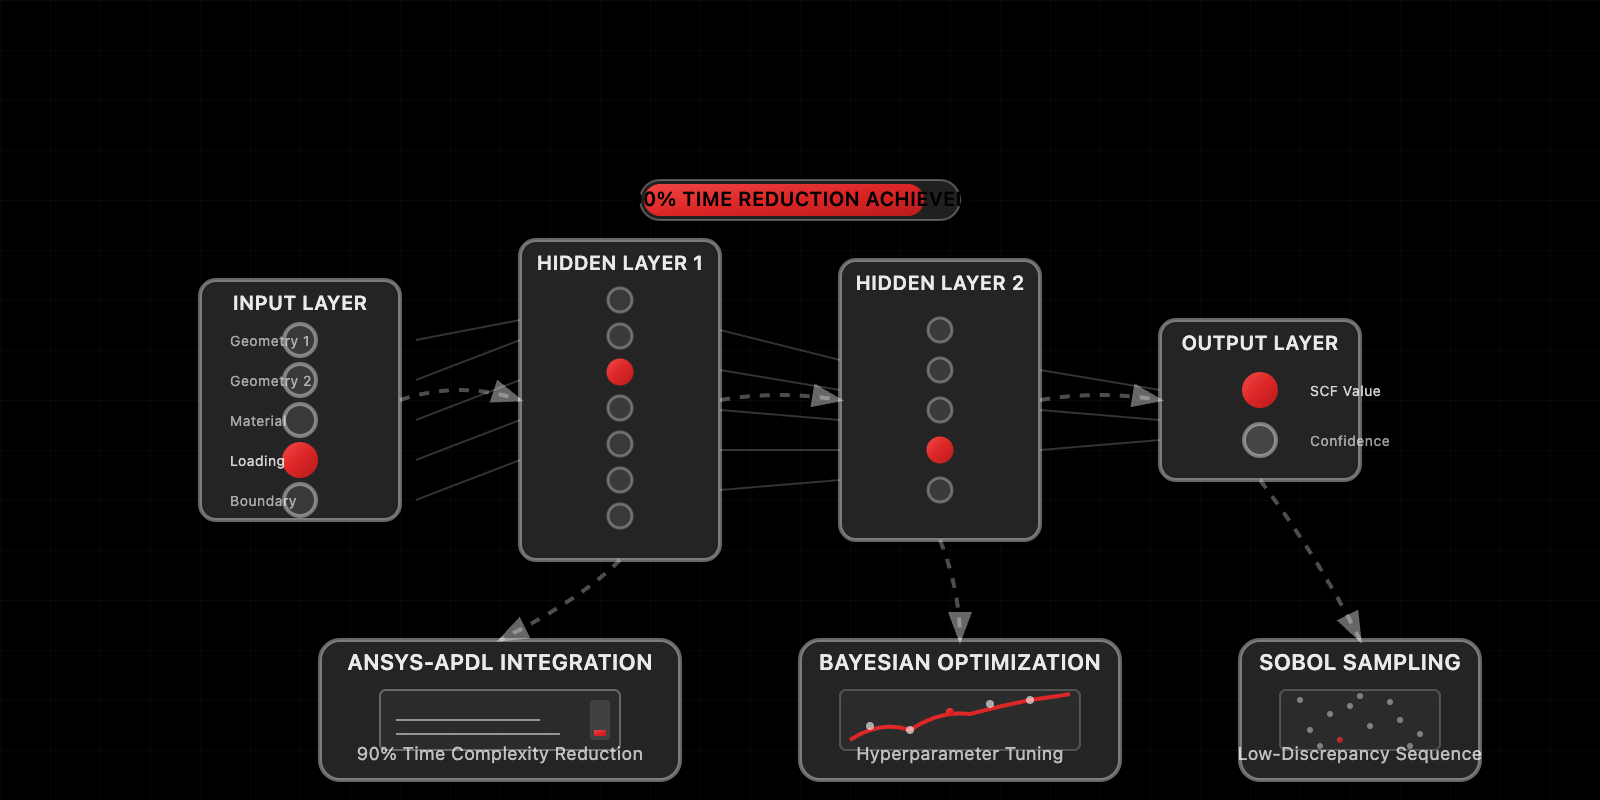 0% TIME REDUCTION ACHIEVE
INPUT LAYER
Geometry 1
Geometry 2
Material
Loading
Boundary
HIDDEN LAYER 1
HIDDEN LAYER 2
OUTPUT LAYER
SCF Value
Confidence
ANSYS-APDL INTEGRATION
90% Time Complexity Reduction
BAYESIAN OPTIMIZATION
Hyperparameter Tuning
SOBOL SAMPLING
Low-Discrepancy Sequence